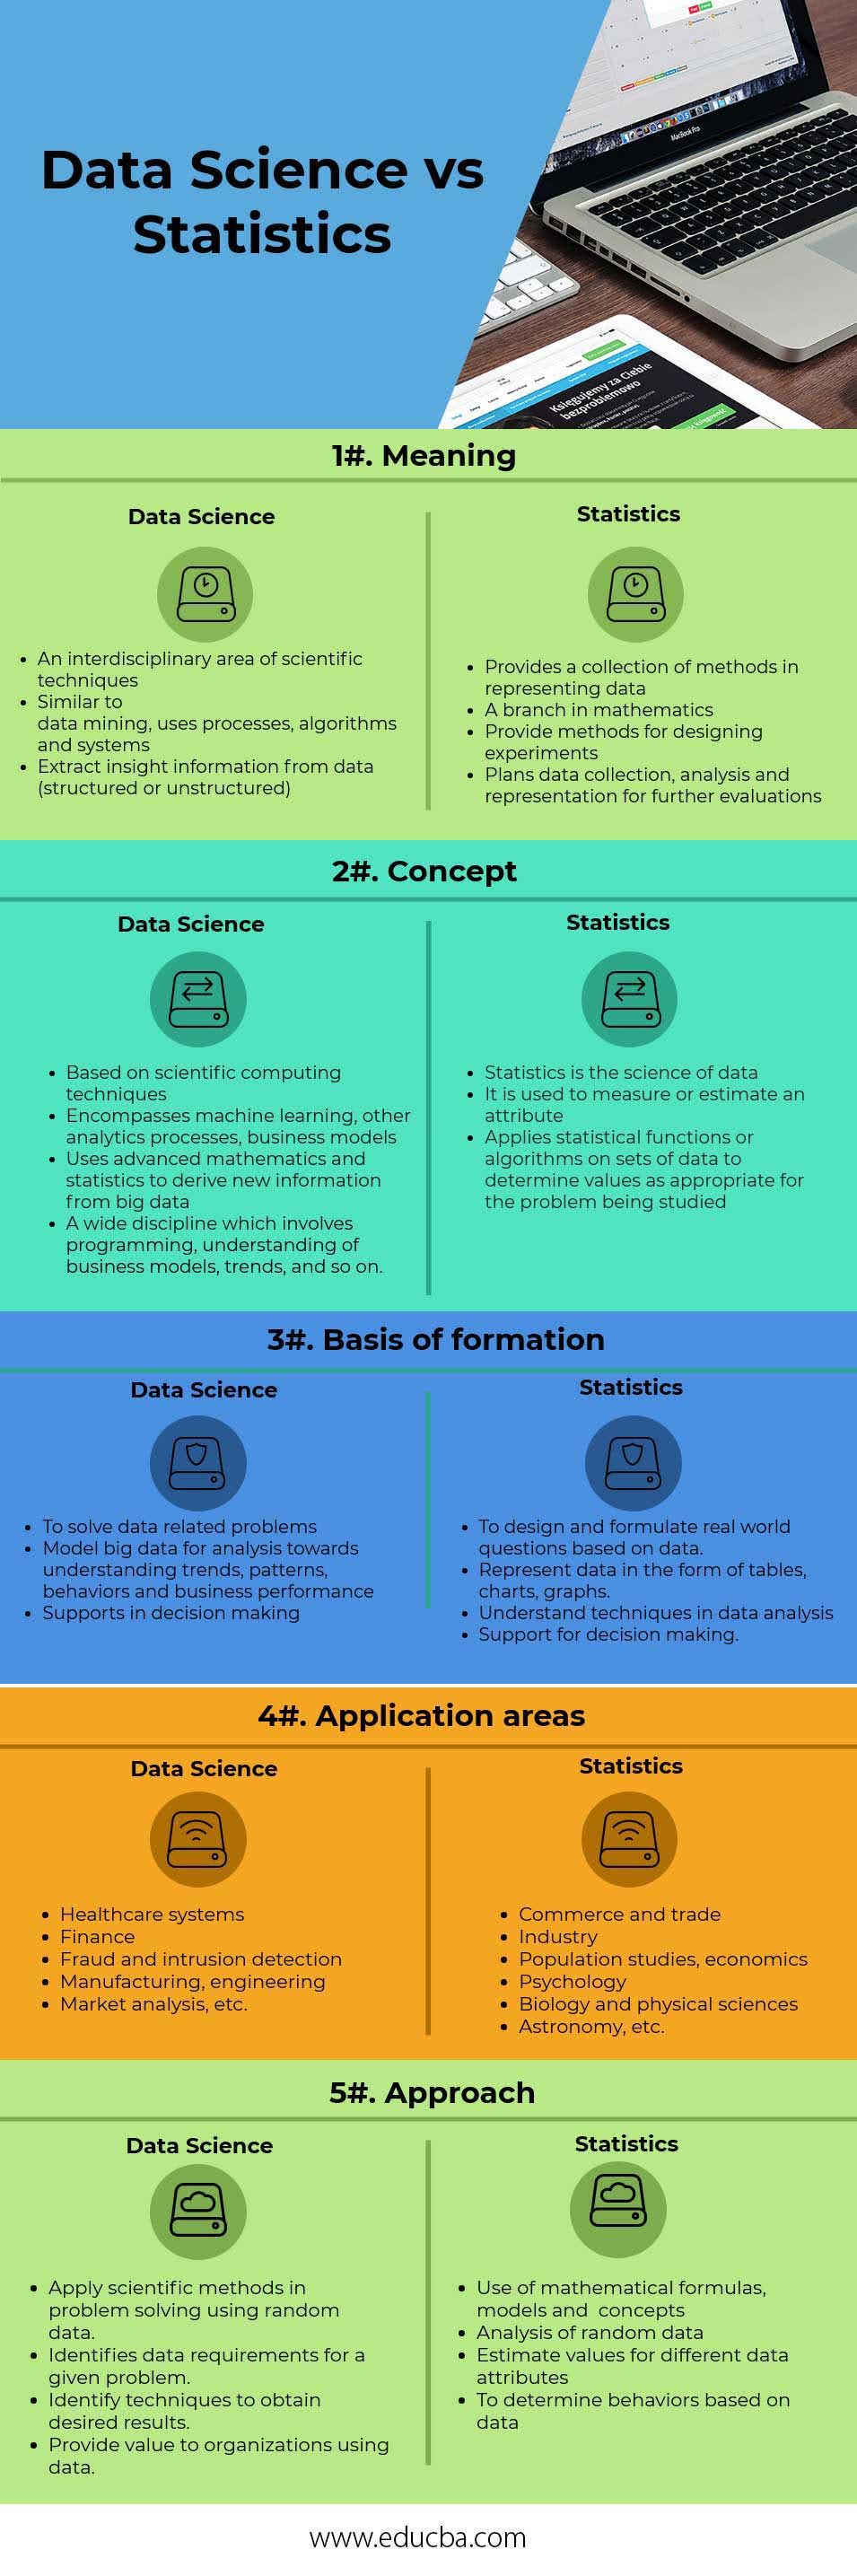 Data Science vs
Statistics
MacBook Pro
Księgujemy za Ciebie
bezproblemowo
1#. Meaning
Data Science
Statistics
• An interdisciplinary area of scientific
techniques
• Similar to
data mining, uses processes, algorithms
and systems
• Extract insight information from data
(structured or unstructured)
• Provides a collection of methods in
representing data
• A branch in mathematics
• Provide methods for designing
experiments
• Plans data collection, analysis and
representation for further evaluations
2#. Concept
Data Science
Statistics
• Based on scientific computing
techniques
• Encompasses machine learning, other
analytics processes, business models
• Uses advanced mathematics and
statistics to derive new information
from big data
• A wide discipline which involves
programming, understanding of
business models, trends, and so on.
• Statistics is the science of data
• It is used to measure or estimate an
attribute
• Applies statistical functions or
algorithms on sets of data to
determine values as appropriate for
the problem being studied
3#. Basis of formation
Data Science
Statistics
• To solve data related problems
• Model big data for analysis towards
understanding trends, patterns,
behaviors and business performance
• Supports in decision making
• To design and formulate real world
questions based on data.
• Represent data in the form of tables,
charts, graphs.
• Understand techniques in data analysis
• Support for decision making.
4#. Application areas
Data Science
Statistics
• Healthcare systems
• Finance
• Fraud and intrusion detection
• Manufacturing, engineering
• Market analysis, etc.
• Commerce and trade
• Industry
• Population studies, economics
• Psychology
• Biology and physical sciences
• Astronomy, etc.
5#. Approach
Data Science
Statistics
• Apply scientific methods in
problem solving using random
data.
• Identifies data requirements for a
given problem.
• Identify techniques to obtain
desired results.
• Provide value to organizations using
data.
• Use of mathematical formulas,
models and  concepts
• Analysis of random data
• Estimate values for different data
attributes
• To determine behaviors based on
data
www.educba.com